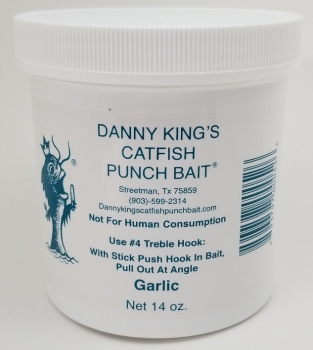 DANNY KING'S
CATFISH
PUNCH BAIT®
Streetman, Tx 75859
(903)-599-2314
Dannykingscatfishpunchbait.com
Not For Human Consumption
Use #4 Treble Hook:
With Stick Push Hook In Bait,
Pull Out At Angle
Garlic
Net 14 oz.
®